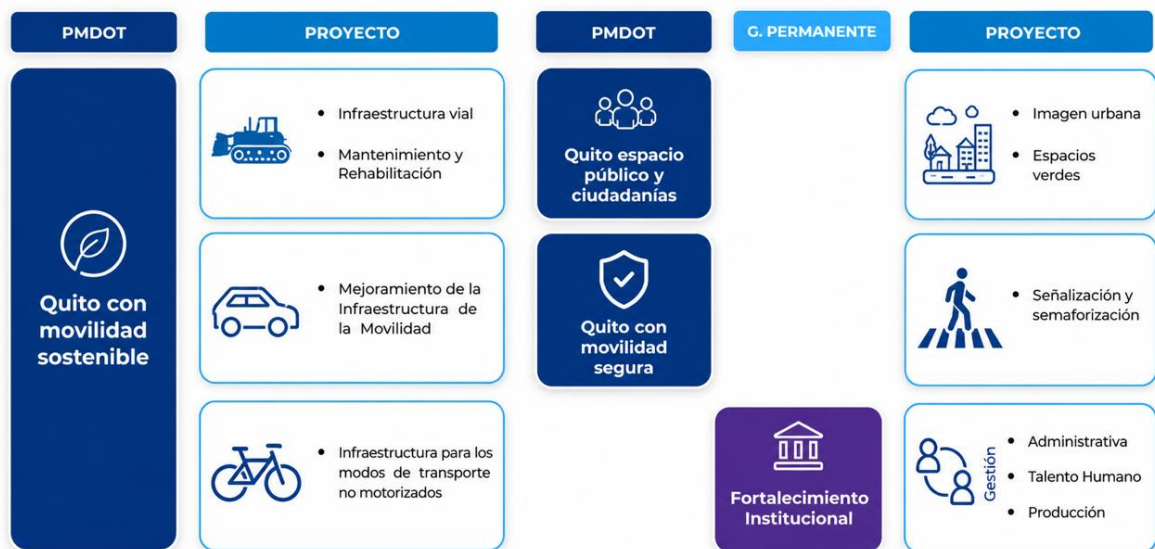 PMDOT
PROYECTO
PMDOT
G. PERMANENTE
PROYECTO
Quito con
movilidad
sostenible
• Infraestructura vial
• Mantenimiento y
Rehabilitación
• Mejoramiento de la
Infraestructura de
la Movilidad
• Infraestructura para los
modos de transporte
no motorizados
Quito espacio
público y
ciudadanías
Quito con
movilidad
segura
Fortalecimiento
Institucional
• Imagen urbana
• Espacios
verdes
• Señalización y
semaforización
Gestión
• Administrativa
• Talento Humano
• Producción